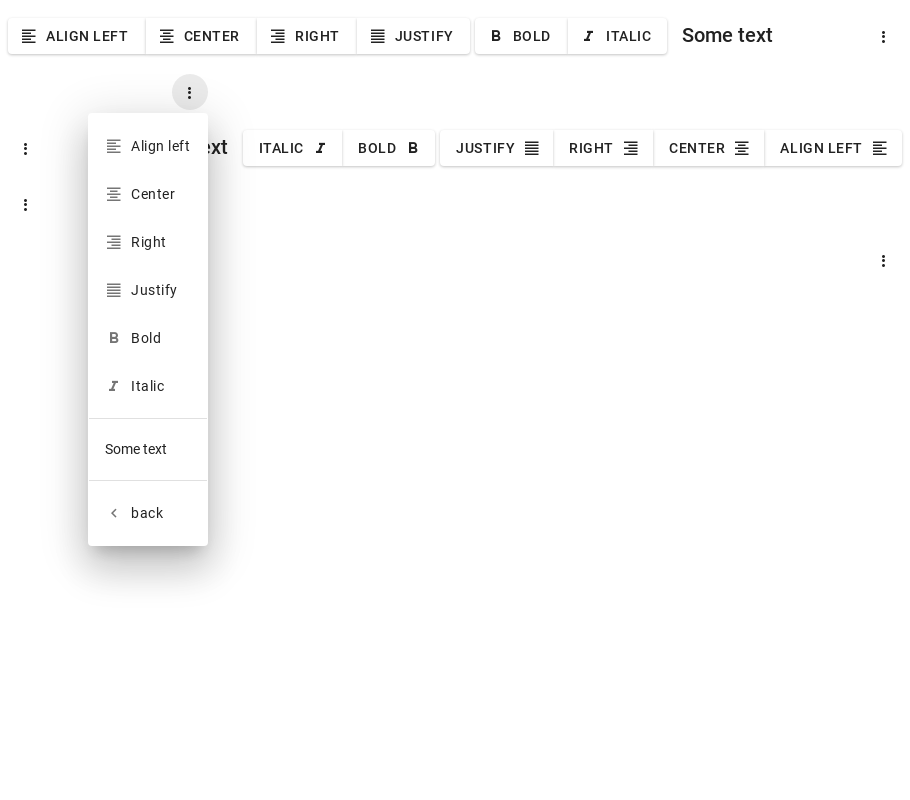 ALIGN LEFT CENTER RIGHT JUSTIFY BOLD ITALIC Some text
ITALIC BOLD JUSTIFY RIGHT CENTER ALIGN LEFT
Align left
Center
Right
Justify
Bold
Italic
Some text
back